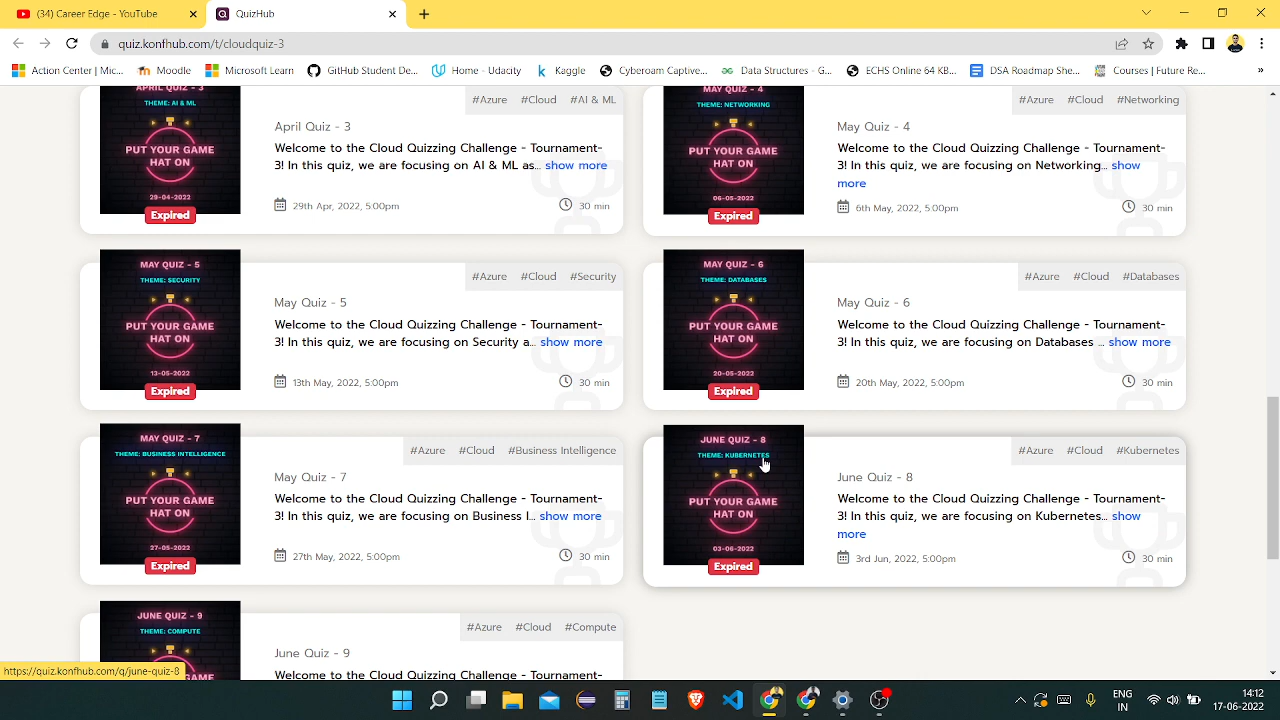 (34) Career Design - YouTube
QuizHub
quiz.konfhub.com/t/cloudquiz-3
Action Center | Mic...
Moodle
Microsoft Learn
GitHub Student De...
Home - Udacity
Data Structures - G...
DSA Roadmap
»
APRIL QUIZ - 3
THEME: AI & ML
PUT YOUR GAME
HAT ON
29-04-2022
Expired
#Azure #Cloud
April Quiz - 3
Welcome to the Cloud Quizzing Challenge - Tournament-
3! In this quiz, we are focusing on AI & ML as... show more
29th Apr, 2022, 5:00pm
30 min
MAY QUIZ - 4
THEME: NETWORKING
PUT YOUR GAME
HAT ON
06-05-2022
Expired
#Azure #Cloud #Networking
May Quiz - 4
Welcome to the Cloud Quizzing Challenge - Tournament-
3! In this quiz, we are focusing on Networking... show
more
6th May, 2022, 5:00pm
30 min
MAY QUIZ - 5
THEME: SECURITY
PUT YOUR GAME
HAT ON
13-05-2022
Expired
#Azure #Cloud #Security
May Quiz - 5
Welcome to the Cloud Quizzing Challenge - Tournament-
3! In this quiz, we are focusing on Security a... show more
13th May, 2022, 5:00pm
30 min
MAY QUIZ - 6
THEME: DATABASES
PUT YOUR GAME
HAT ON
20-05-2022
Expired
#Azure #Cloud #Databases
May Quiz - 6
Welcome to the Cloud Quizzing Challenge - Tournament-
3! In this quiz, we are focusing on Databases ... show more
20th May, 2022, 5:00pm
30 min
MAY QUIZ - 7
THEME: BUSINESS INTELLIGENCE
PUT YOUR GAME
HAT ON
27-05-2022
Expired
#Azure #Cloud
May Quiz - 7
Welcome to the Cloud Quizzing Challenge - Tournament-
3! In this quiz, we are focusing on Business I... show more
27th May, 2022, 5:00pm
30 min
JUNE QUIZ - 8
THEME: KUBERNETES
PUT YOUR GAME
HAT ON
03-06-2022
Expired
#Azure #Cloud #Kubernetes
June Quiz - 8
Welcome to the Cloud Quizzing Challenge - Tournament-
3! In this quiz, we are focusing on Kubernetes... show
more
3rd Jun, 2022, 5:00pm
30 min
JUNE QUIZ - 9
THEME: COMPUTE
PUT YOUR GAME
#Azure #Cloud #Compute
June Quiz - 9
Welcome to the Cloud Quizzing Challenge - Tournament-
https://quiz.konfhub.com/q/june-quiz-8
ENG
IN
14:12
17-06-2022